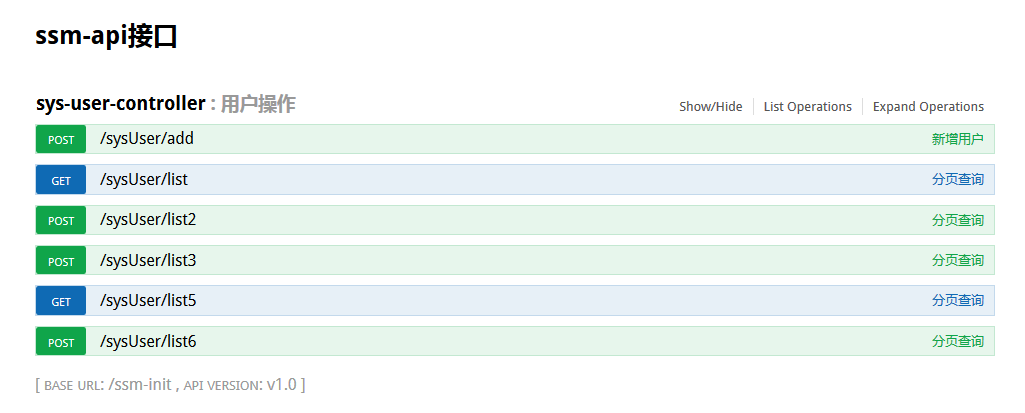 ssm-api接口
sys-user-controller : 用户操作 Show/Hide List Operations Expand Operations
POST /sysUser/add 新增用户
GET /sysUser/list 分页查询
POST /sysUser/list2 分页查询
POST /sysUser/list3 分页查询
GET /sysUser/list5 分页查询
POST /sysUser/list6 分页查询
[ BASE URL: /ssm-init , API VERSION: v1.0 ]